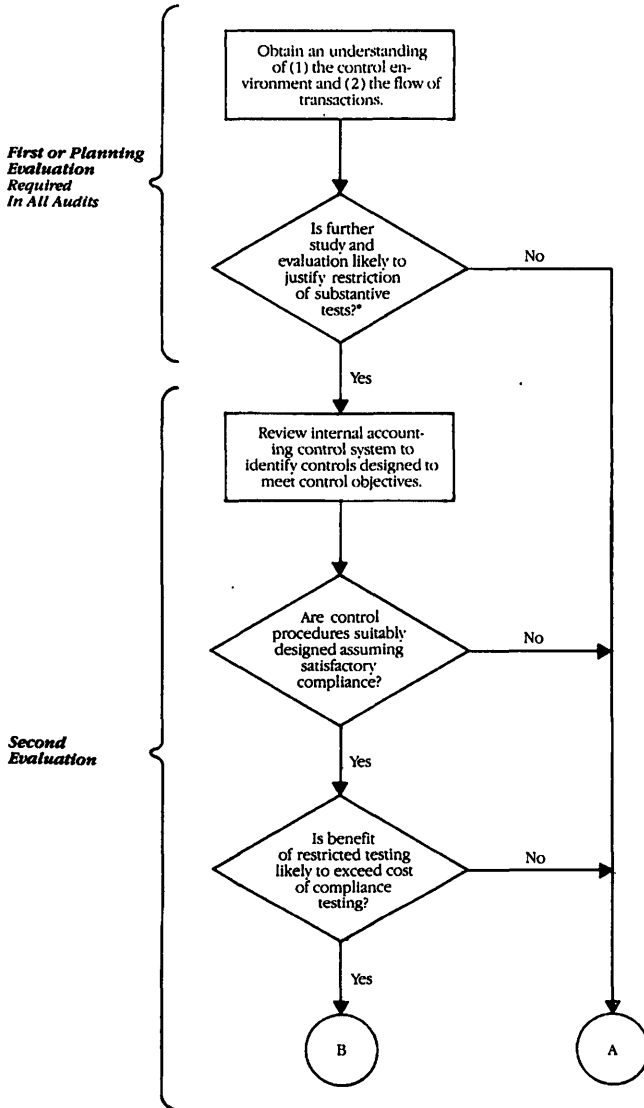 Obtain an understanding
of (1) the control en-
vironment and (2) the flow of
transactions.
First or Planning
Evaluation
Required
In All Audits
Is further
study and
evaluation likely to
justify restriction
of substantive
tests?*
No
Yes
Review internal account-
ing control system to
identify controls designed to
meet control objectives.
Are control
procedures suitably
designed assuming
satisfactory
compliance?
No
Second
Evaluation
Yes
Is benefit
of restricted testing
likely to exceed cost
of compliance
testing?
No
Yes
B
A